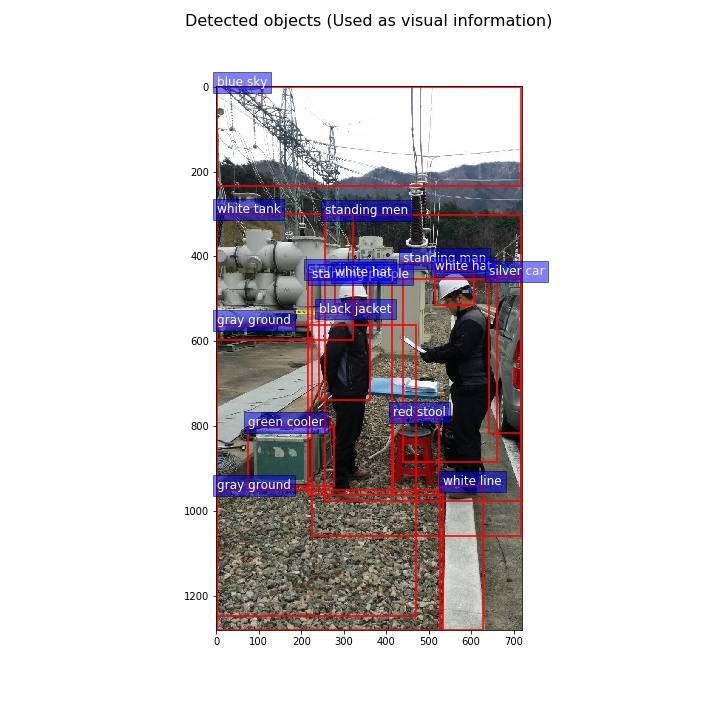 Detected objects (Used as visual information)
0
blue sky
200
white tank
standing men
400
standing man
white hat
white hat
silver car
black jacket
gray ground
600
red stool
800
green cooler
white line
gray ground
1000
1200
0 100 200 300 400 500 600 700